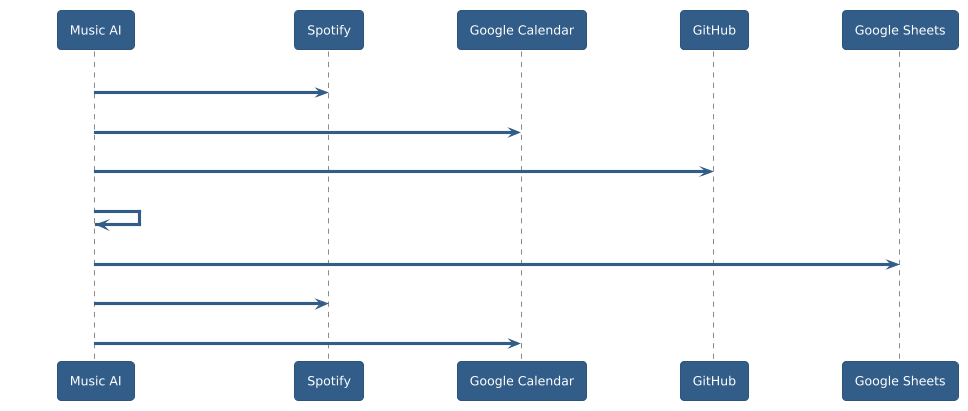 Music AI
Spotify
Google Calendar
GitHub
Google Sheets
Music AI
Spotify
Google Calendar
GitHub
Google Sheets